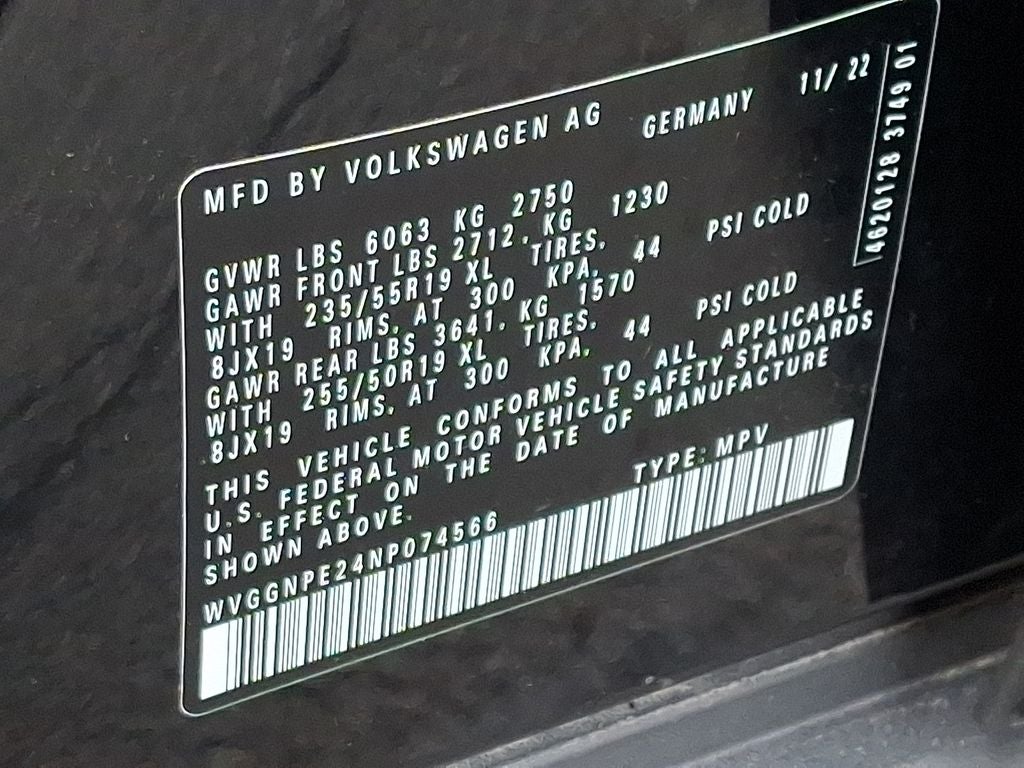 MFD BY VOLKSWAGEN AG GERMANY 11/22
GVWR LBS 6063 KG 2750
GAWR FRONT LBS 2712. KG 1230
WITH 235/55R19 XL TIRES.
8JX19 RIMS. AT 300 KPA. 44 PSI COLD
GAWR REAR LBS 3641. KG 1570
WITH 255/50R19 XL TIRES.
8JX19 RIMS. AT 300 KPA. 44 PSI COLD
THIS VEHICLE CONFORMS TO ALL APPLICABLE
U.S. FEDERAL MOTOR VEHICLE SAFETY STANDARDS
IN EFFECT ON THE DATE OF MANUFACTURE
SHOWN ABOVE.
WVGGNPE24NP074566 TYPE: MPV
4620128 3749 01